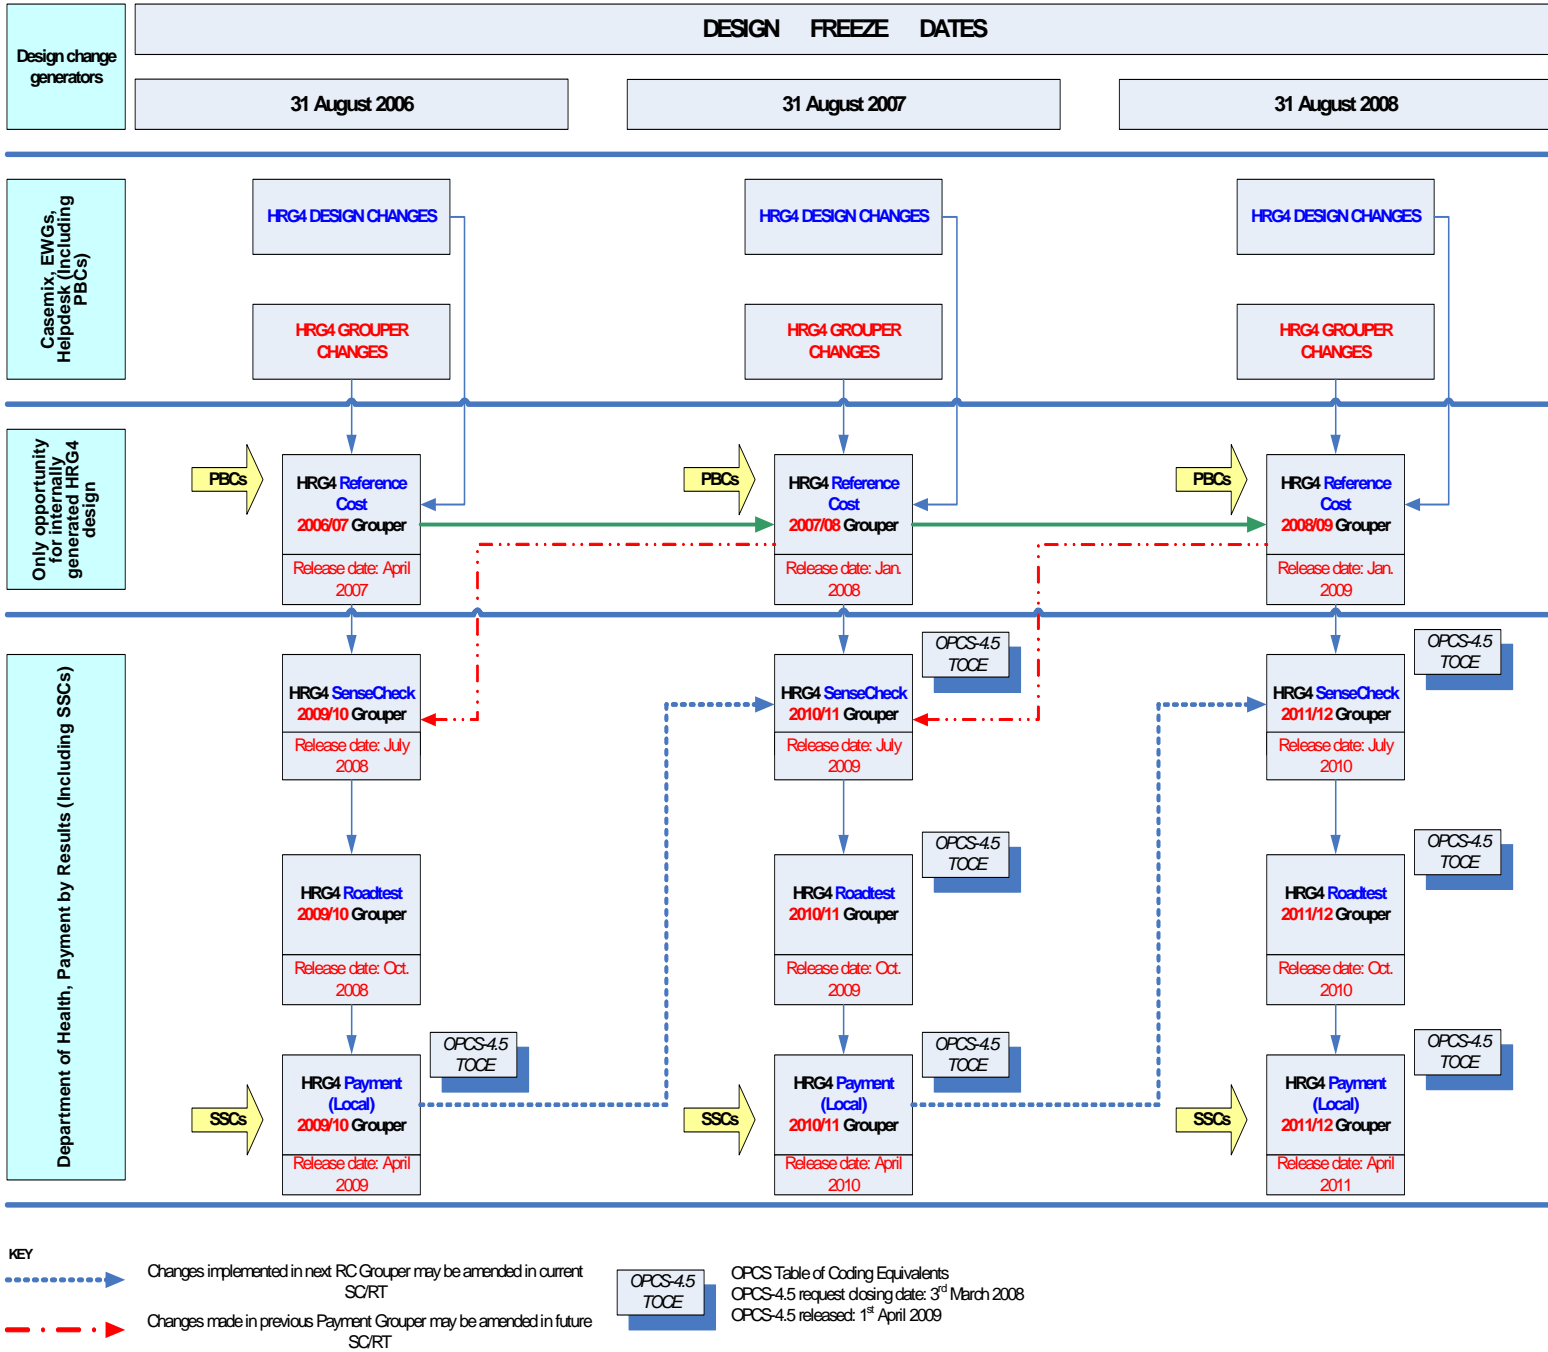 Design change
generators
DESIGN FREEZE DATES
31 August 2006
31 August 2007
31 August 2008
Casemix, EWGs,
Helpdesk (Including
PBCs)
HRG4 DESIGN CHANGES
HRG4 DESIGN CHANGES
HRG4 DESIGN CHANGES
HRG4 GROUPER
CHANGES
HRG4 GROUPER
CHANGES
HRG4 GROUPER
CHANGES
Only opportunity
for internally
generated HRG4
design
PBCs
HRG4 Reference
Cost
2006/07 Grouper
Release date: April
2007
PBCs
HRG4 Reference
Cost
2007/08 Grouper
Release date: Jan.
2008
PBCs
HRG4 Reference
Cost
2008/09 Grouper
Release date: Jan.
2009
Department of Health, Payment by Results (Including SSCs)
HRG4 SenseCheck
2009/10 Grouper
Release date: July
2008
OPCS-4.5
TOCE
HRG4 SenseCheck
2010/11 Grouper
Release date: July
2009
OPCS-4.5
TOCE
HRG4 SenseCheck
2011/12 Grouper
Release date: July
2010
HRG4 Roadtest
2009/10 Grouper
Release date: Oct.
2008
OPCS-4.5
TOCE
HRG4 Roadtest
2010/11 Grouper
Release date: Oct.
2009
OPCS-4.5
TOCE
HRG4 Roadtest
2011/12 Grouper
Release date: Oct.
2010
OPCS-4.5
TOCE
SSCs
HRG4 Payment
(Local)
2009/10 Grouper
Release date: April
2009
OPCS-4.5
TOCE
SSCs
HRG4 Payment
(Local)
2010/11 Grouper
Release date: April
2010
OPCS-4.5
TOCE
SSCs
HRG4 Payment
(Local)
2011/12 Grouper
Release date: April
2011
KEY
Changes implemented in next RC Grouper may be amended in current
SC/RT
Changes made in previous Payment Grouper may be amended in future
SC/RT
OPCS-4.5
TOCE
OPCS Table of Coding Equivalents
OPCS-4.5 request closing date: 3rd March 2008
OPCS-4.5 released: 1st April 2009